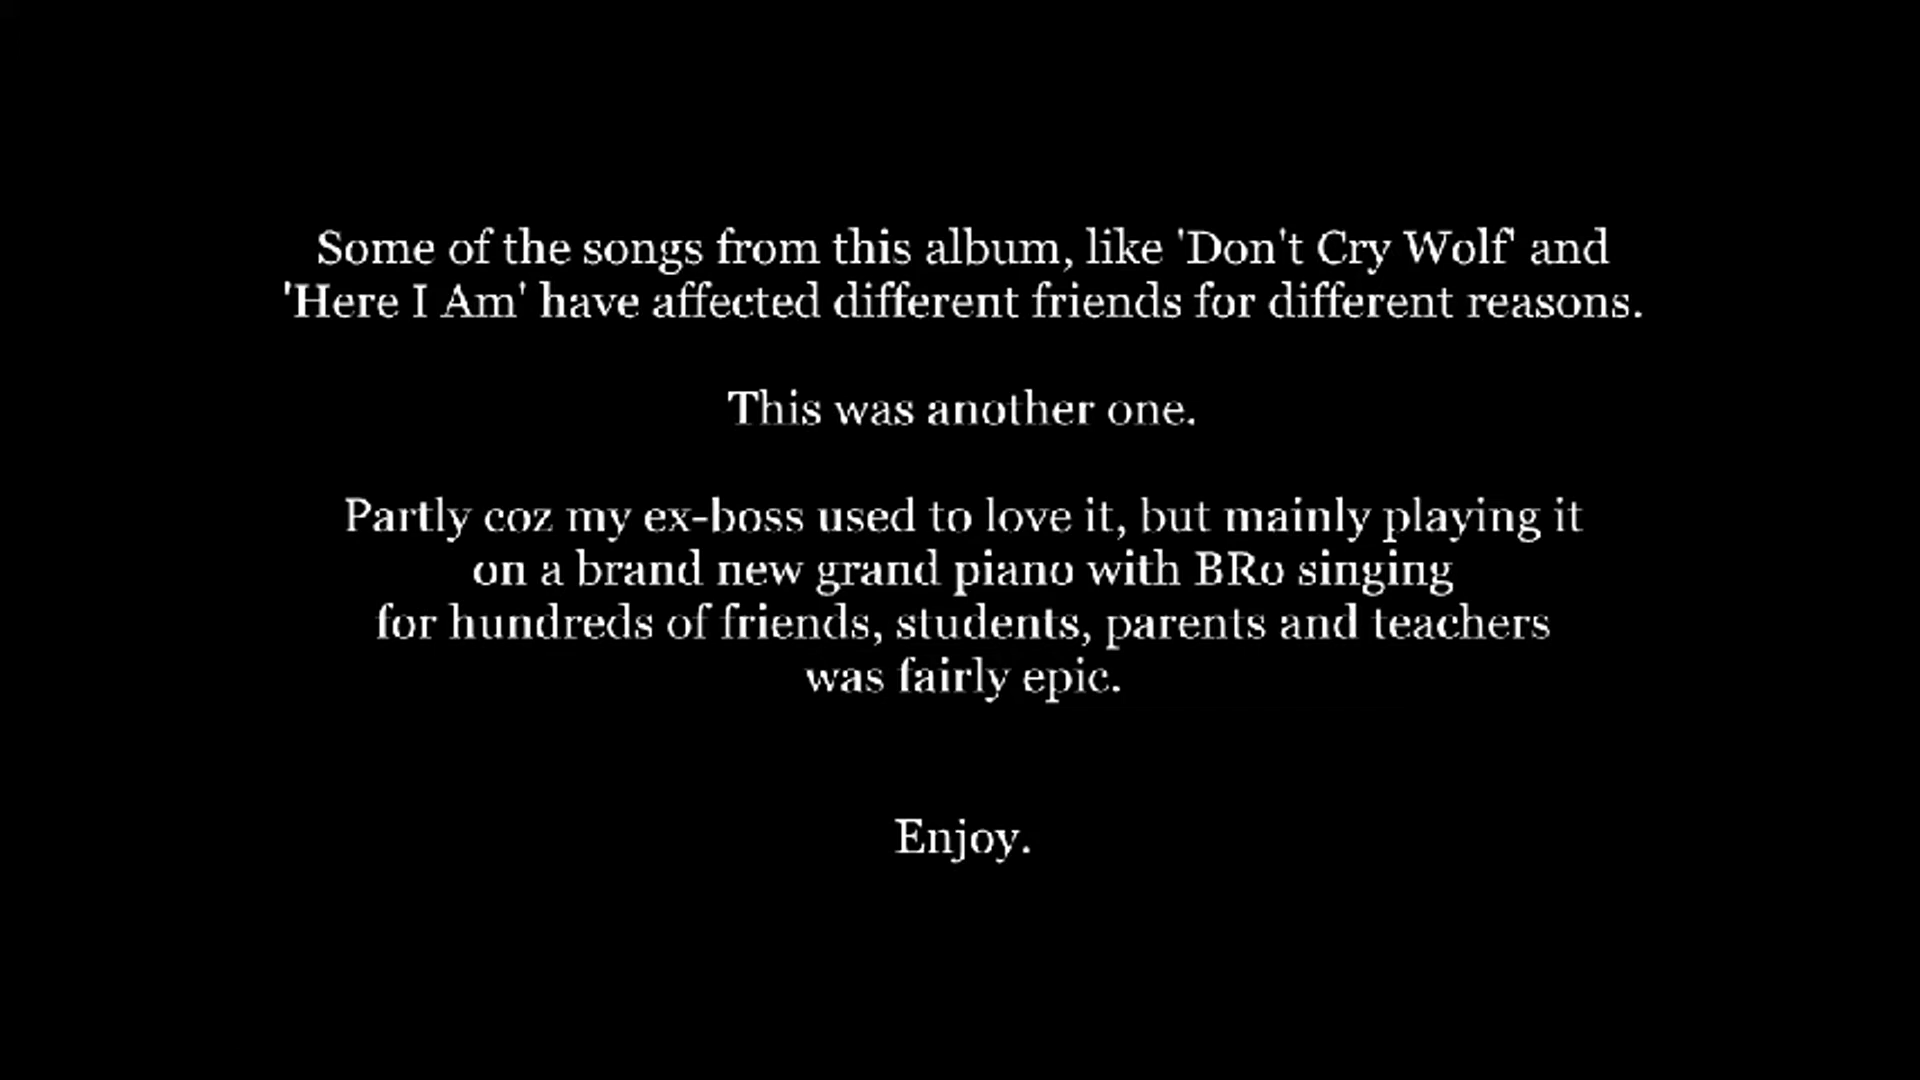 Some of the songs from this album, like 'Don't Cry Wolf' and
'Here I Am' have affected different friends for different reasons.
This was another one.
Partly coz my ex-boss used to love it, but mainly playing it
on a brand new grand piano with BRo singing
for hundreds of friends, students, parents and teachers
was fairly epic.
Enjoy.